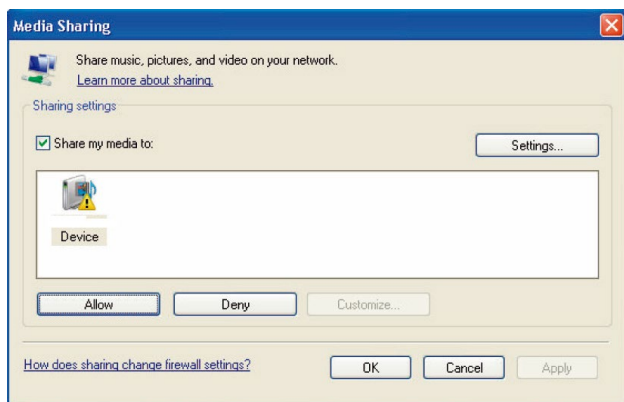 Media Sharing
Share music, pictures, and video on your network.
Learn more about sharing.
Sharing settings
Share my media to:
Settings...
Device
Allow
Deny
Customize...
How does sharing change firewall settings?
OK
Cancel
Apply